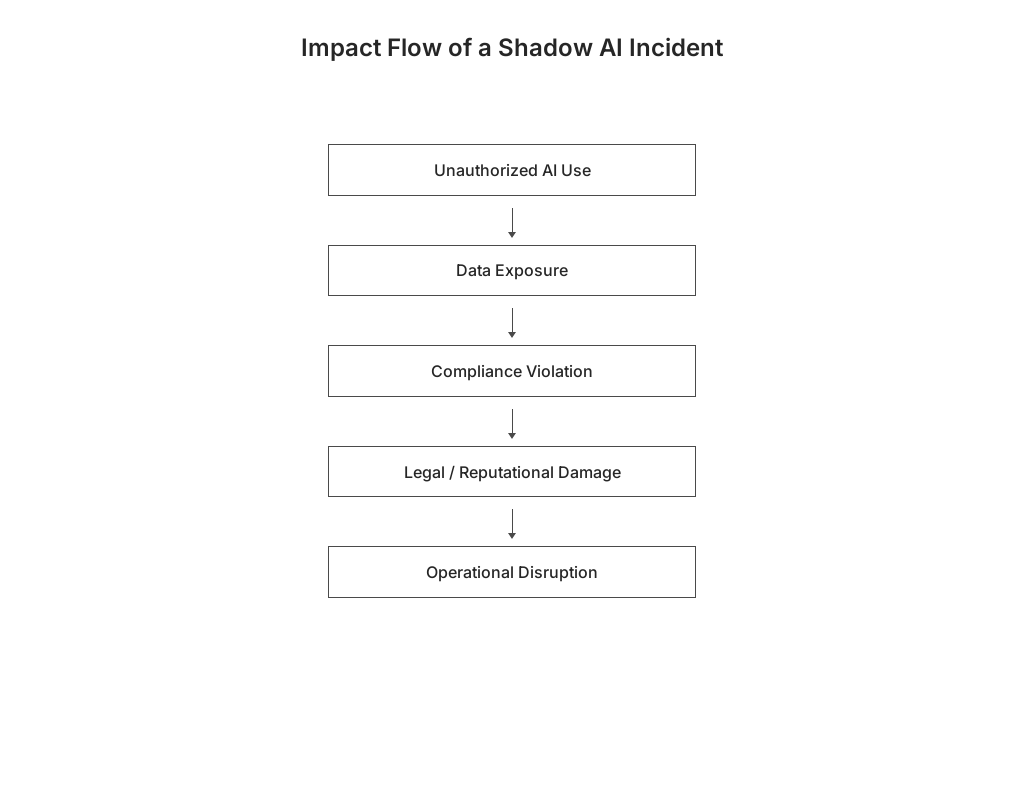 Impact Flow of a Shadow AI Incident
Unauthorized AI Use
Data Exposure
Compliance Violation
Legal / Reputational Damage
Operational Disruption